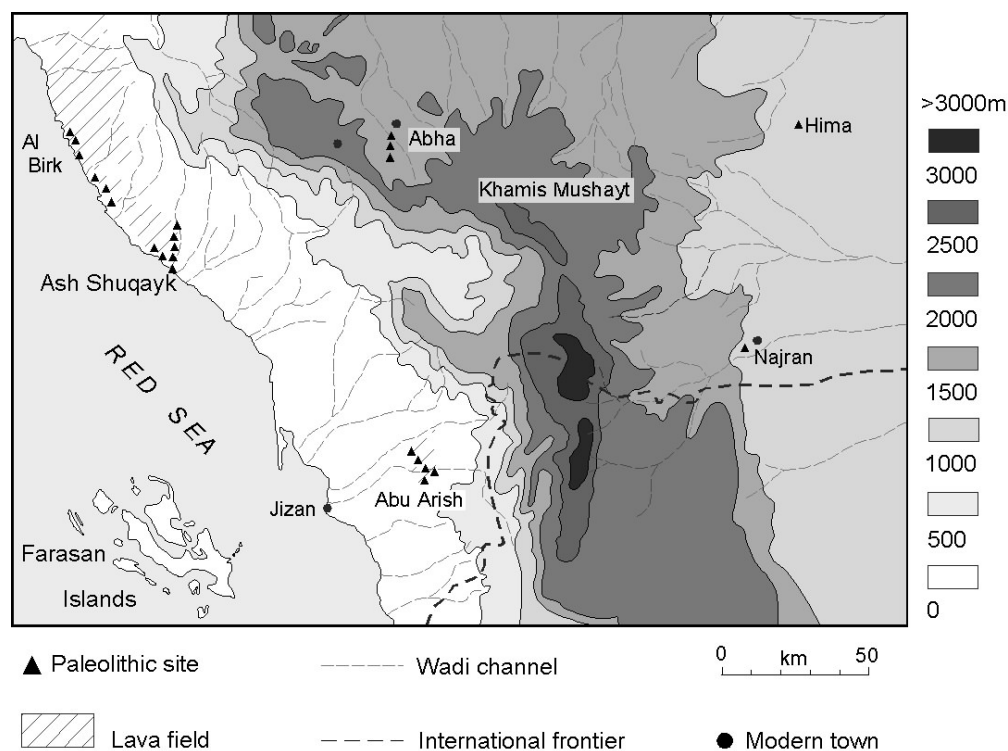 >3000m
3000
2500
2000
1500
1000
500
0
Al
Birk
Abha
Hima
Khamis Mushayt
Ash Shuqayk
RED SEA
Najran
Abu Arish
Jizan
Farasan
Islands
Paleolithic site
Wadi channel
0 km 50
Lava field
International frontier
Modern town